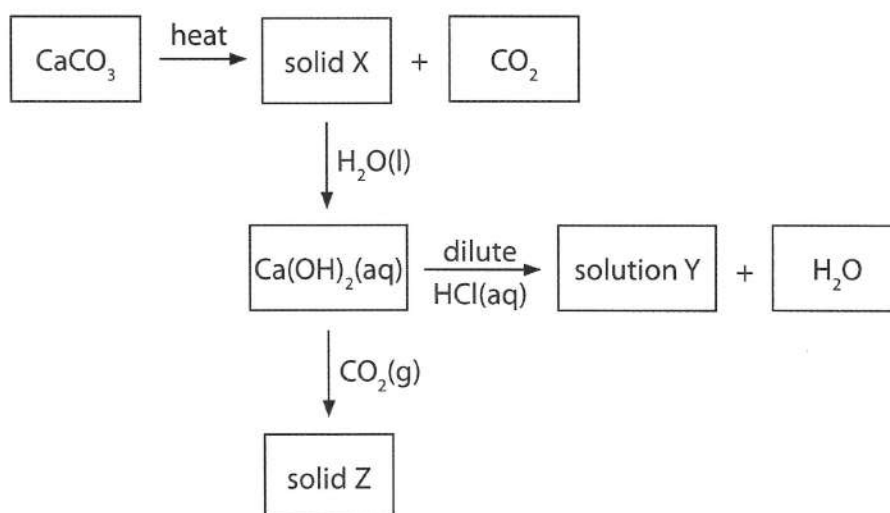 heat
CaCO₃ solid X + CO₂
H₂O(l)
dilute
Ca(OH)₂(aq) solution Y + H₂O
HCl(aq)
CO₂(g)
solid Z